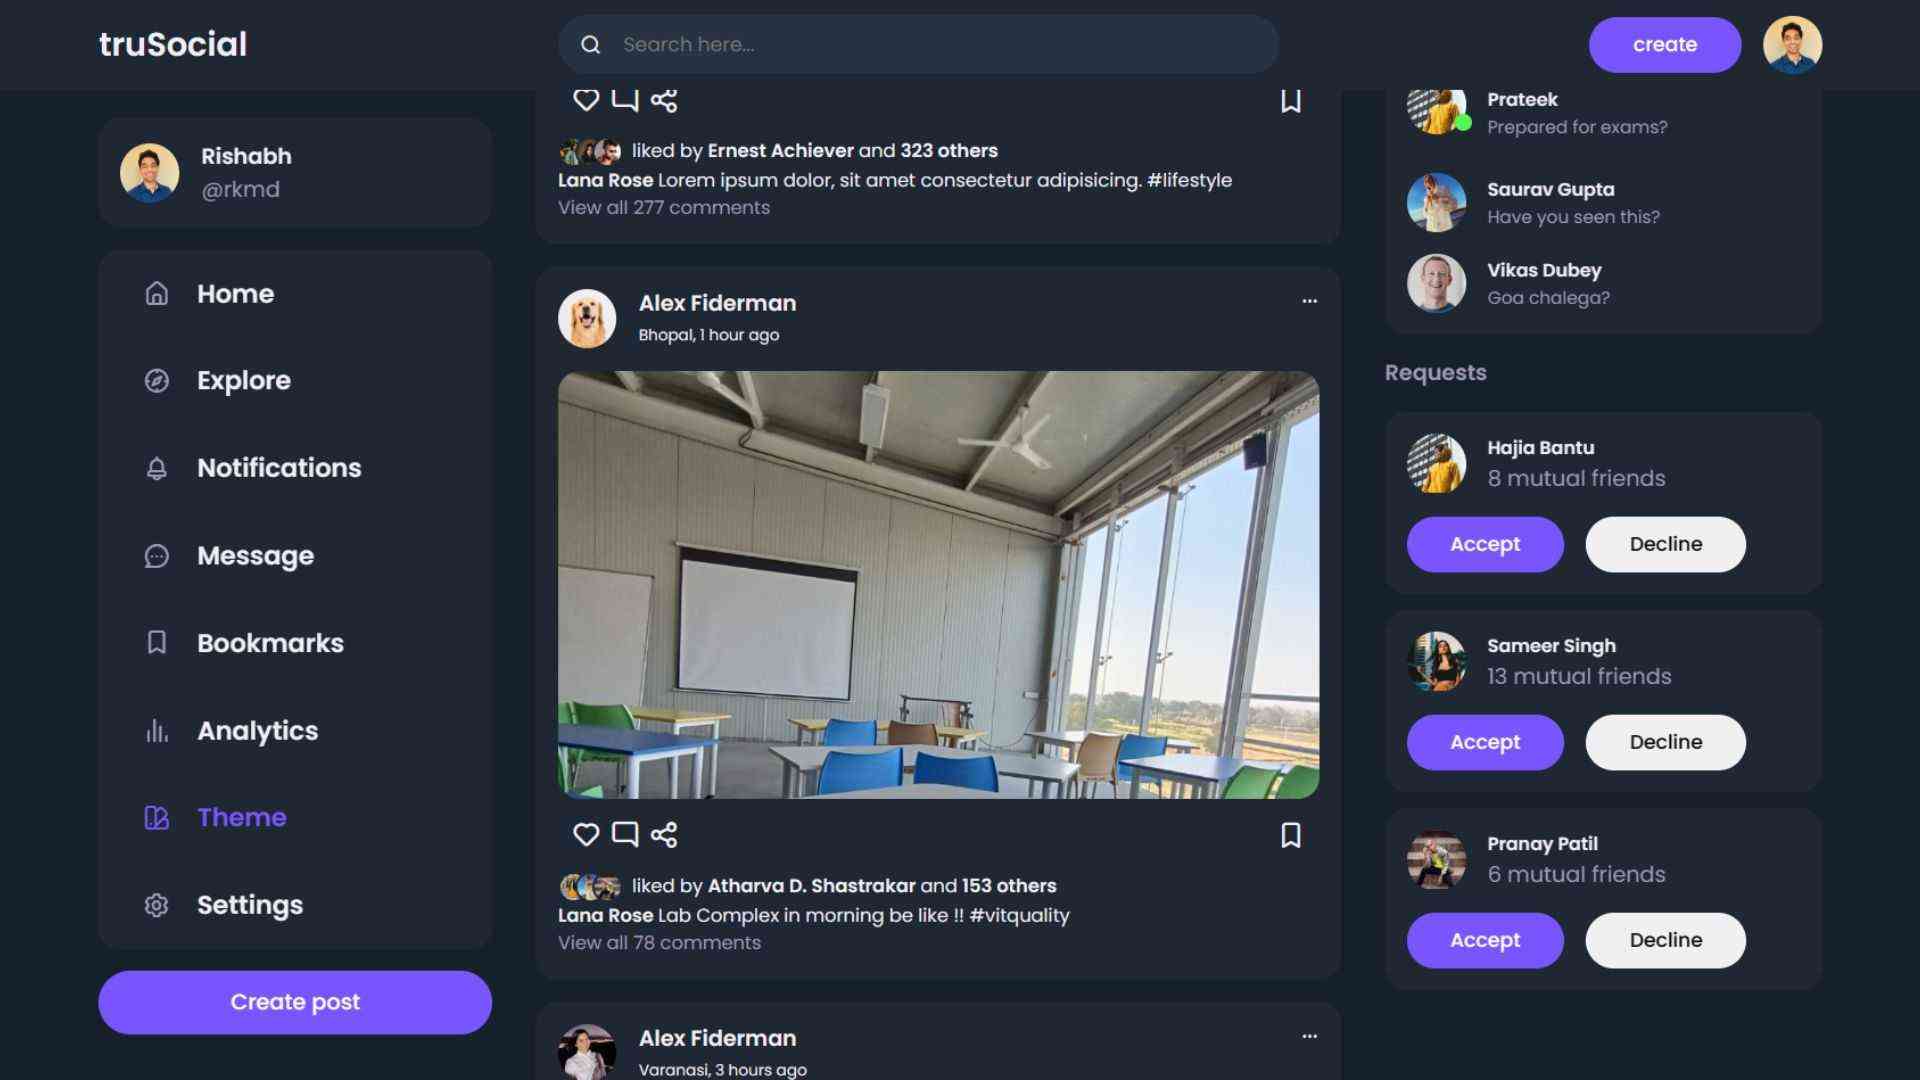 truSocial
Search here...
create
Rishabh
@rkmd
Home
Explore
Notifications
Message
Bookmarks
Analytics
Theme
Settings
Create post
liked by Ernest Achiever and 323 others
Lana Rose Lorem ipsum dolor, sit amet consectetur adipisicing. #lifestyle
View all 277 comments
Alex Fiderman
Bhopal, 1 hour ago
liked by Atharva D. Shastrakar and 153 others
Lana Rose Lab Complex in morning be like !! #vitquality
View all 78 comments
Alex Fiderman
Varanasi, 3 hours ago
Prateek
Prepared for exams?
Saurav Gupta
Have you seen this?
Vikas Dubey
Goa chalega?
Requests
Hajia Bantu
8 mutual friends
Accept Decline
Sameer Singh
13 mutual friends
Accept Decline
Pranay Patil
6 mutual friends
Accept Decline